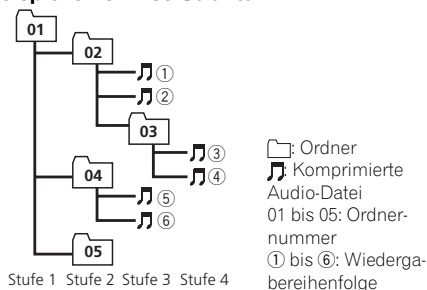 01
02
①
②
03
③
④
04
⑤
⑥
05
Stufe 1 Stufe 2 Stufe 3 Stufe 4
: Ordner
: Komprimierte
Audio-Datei
01 bis 05: Ordner-
nummer
① bis ⑥: Wiederga-
bereihenfolge